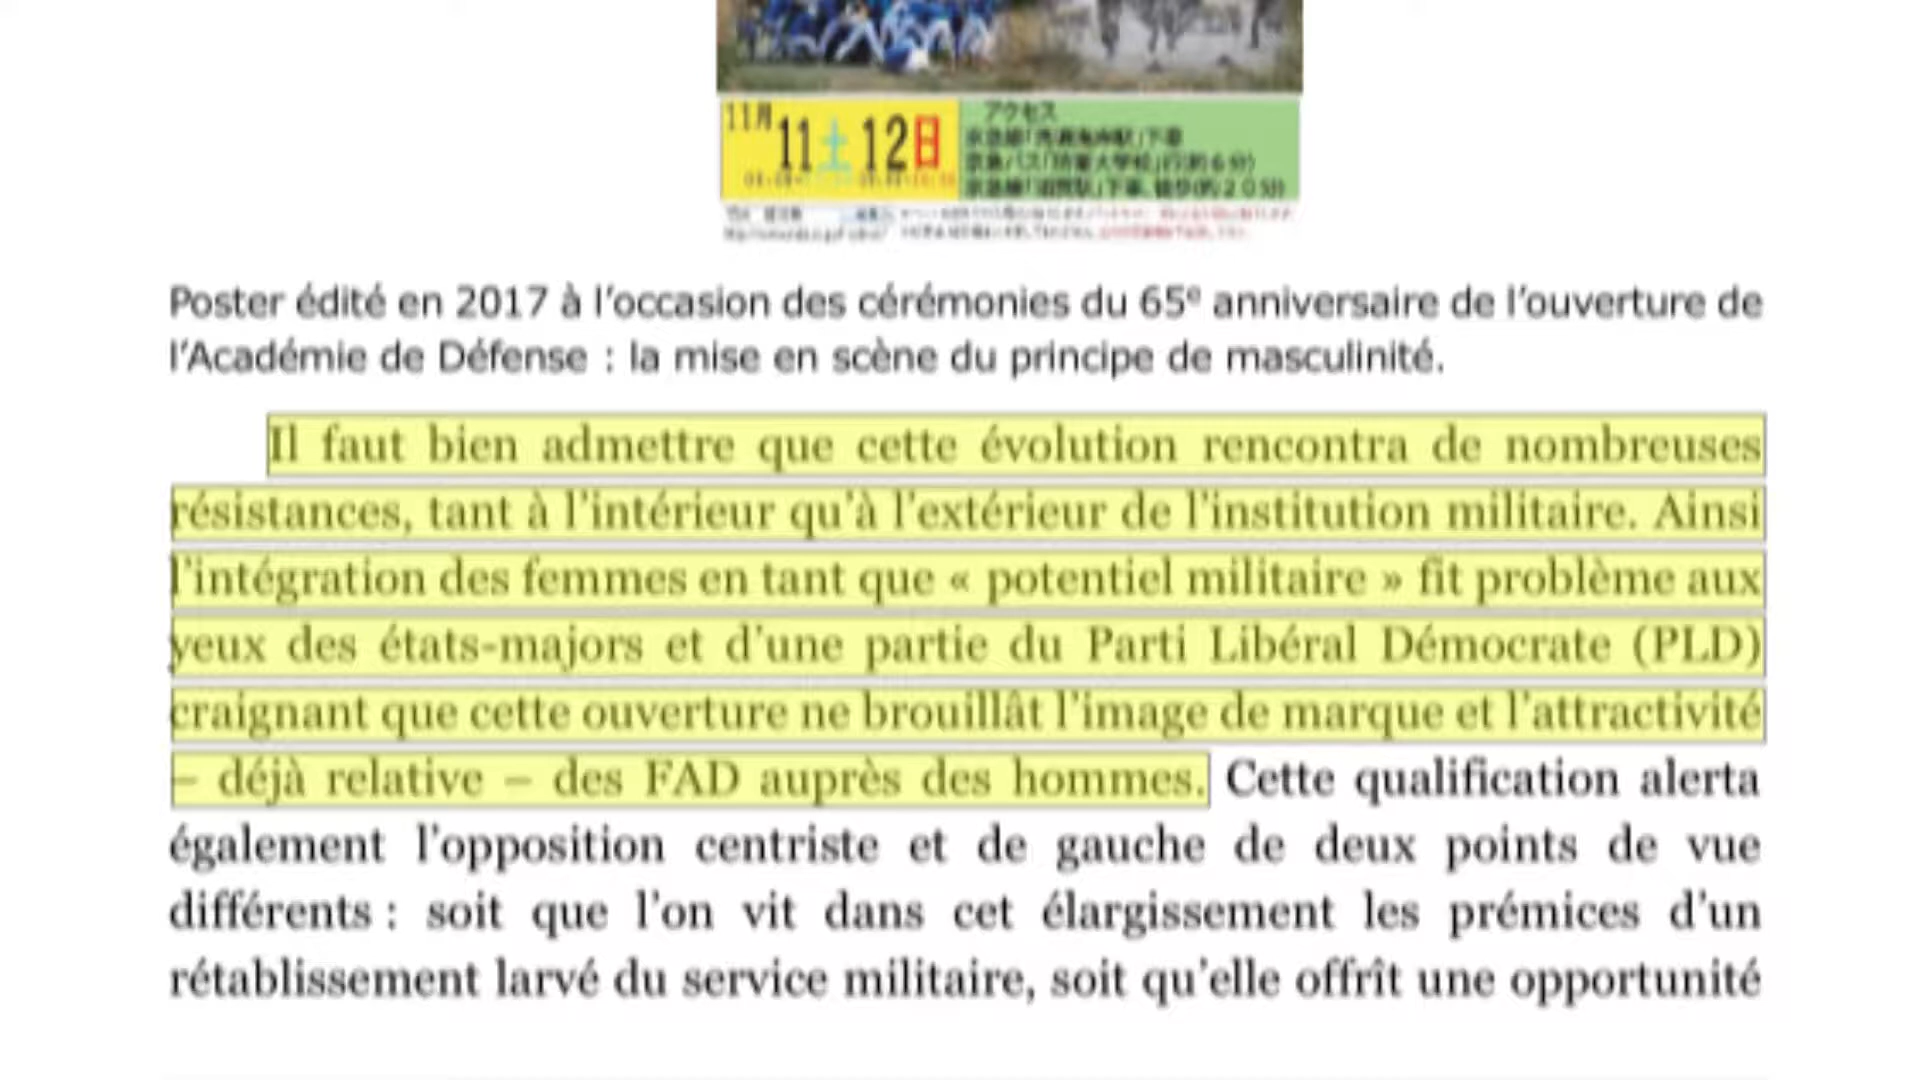 11月
11土12日
アクセス
Poster édité en 2017 à l’occasion des cérémonies du 65e anniversaire de l’ouverture de
l’Académie de Défense : la mise en scène du principe de masculinité.
Il faut bien admettre que cette évolution rencontra de nombreuses
résistances, tant à l’intérieur qu’à l’extérieur de l’institution militaire. Ainsi
l’intégration des femmes en tant que « potentiel militaire » fit problème aux
yeux des états-majors et d’une partie du Parti Libéral Démocrate (PLD)
craignant que cette ouverture ne brouillât l’image de marque et l’attractivité
– déjà relative – des FAD auprès des hommes. Cette qualification alerta
également l’opposition centriste et de gauche de deux points de vue
différents : soit que l’on vit dans cet élargissement les prémices d’un
rétablissement larvé du service militaire, soit qu’elle offrît une opportunité